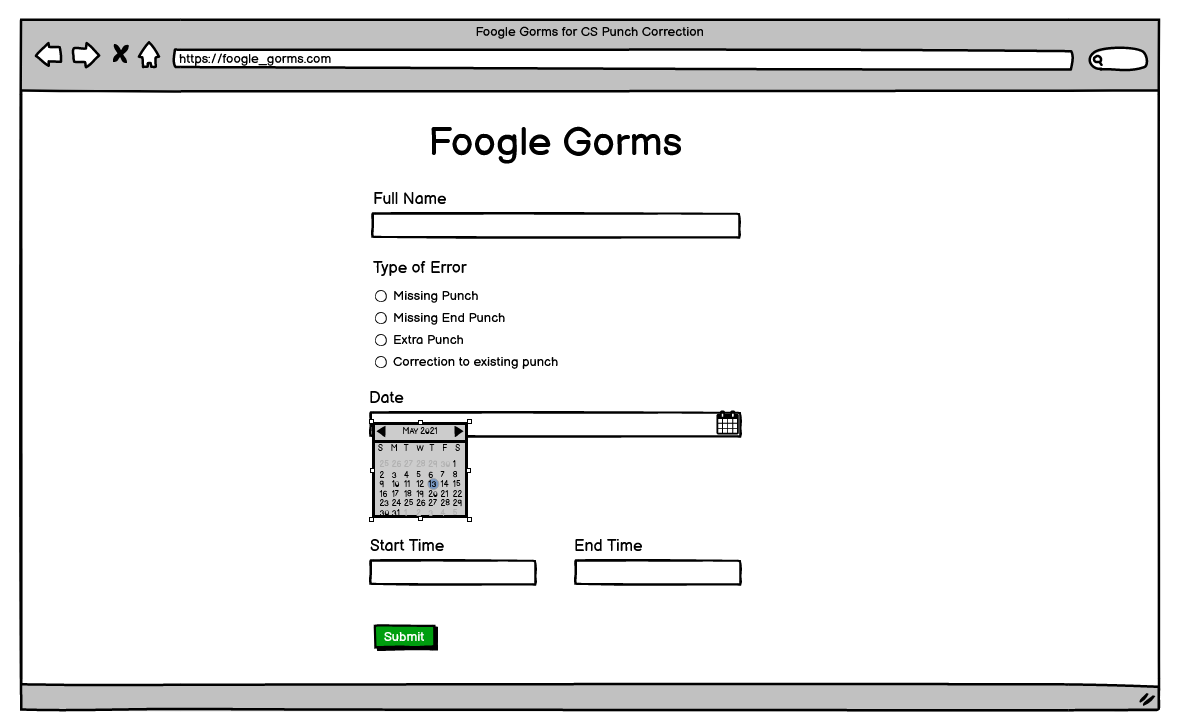 Foogle Gorms for CS Punch Correction
https://foogle_gorms.com
Foogle Gorms
Full Name
Type of Error
Missing Punch
Missing End Punch
Extra Punch
Correction to existing punch
Date
MAY 2021
S M T W T F S
25 26 27 28 29 30 1
2 3 4 5 6 7 8
9 10 11 12 13 14 15
16 17 18 19 20 21 22
23 24 25 26 27 28 29
30 31
Start Time End Time
Submit